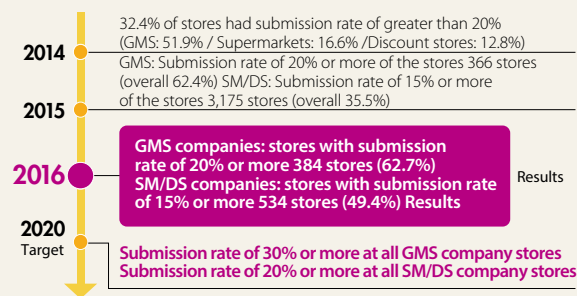 32.4% of stores had submission rate of greater than 20%
(GMS: 51.9% / Supermarkets: 16.6% /Discount stores: 12.8%)
2014
GMS: Submission rate of 20% or more of the stores 366 stores
(overall 62.4%) SM/DS: Submission rate of 15% or more
of the stores 3,175 stores (overall 35.5%)
2015
GMS companies: stores with submission
rate of 20% or more 384 stores (62.7%)
SM/DS companies: stores with submission rate
of 15% or more 534 stores (49.4%) Results
2016
Results
2020
Target
Submission rate of 30% or more at all GMS company stores
Submission rate of 20% or more at all SM/DS company stores